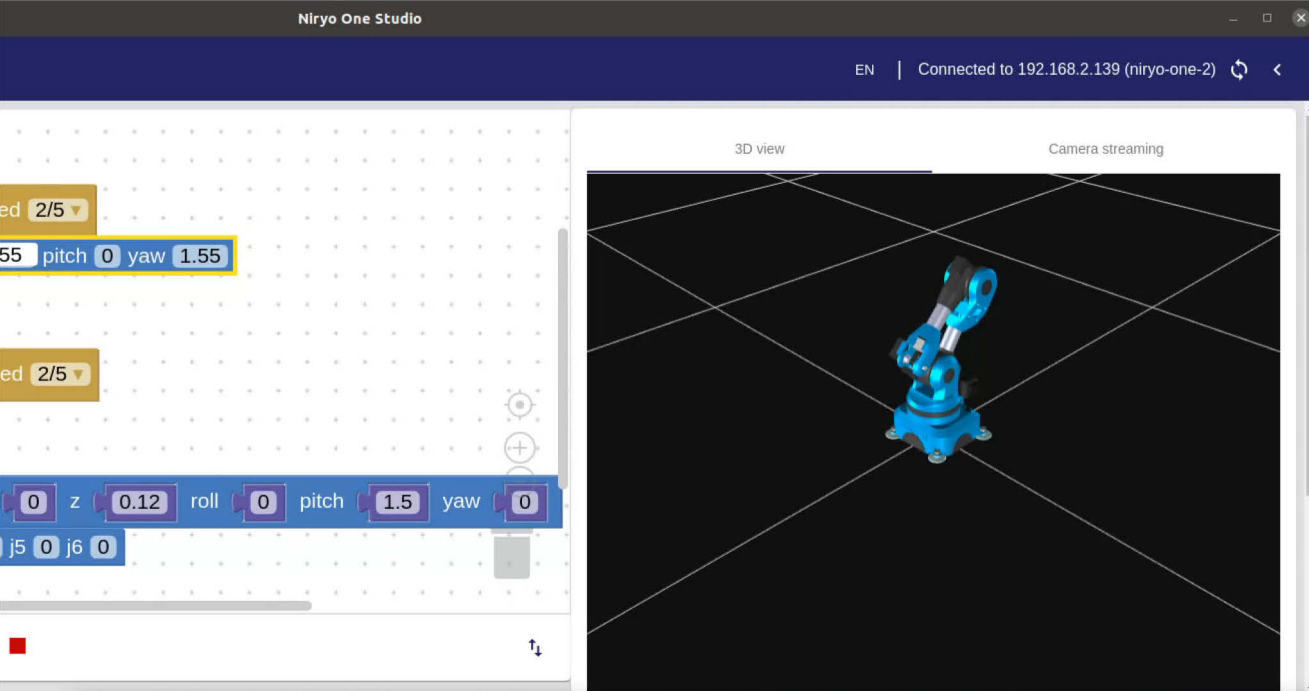 Niryo One Studio
EN | Connected to 192.168.2.139 (niryo-one-2)
3D view Camera streaming
ed 2/5
55 pitch 0 yaw 1.55
ed 2/5
0 z 0.12 roll 0 pitch 1.5 yaw 0
j5 0 j6 0